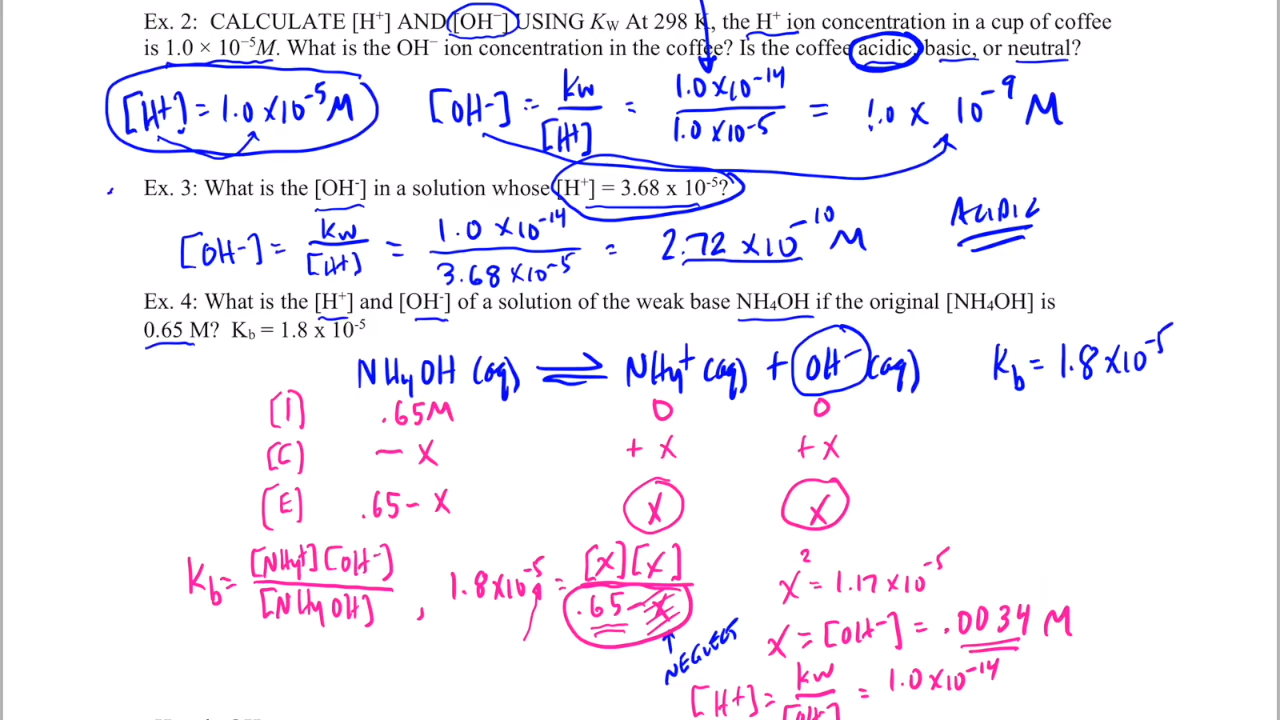 Ex. 2: CALCULATE [H⁺] AND [OH⁻] USING Kw At 298 K, the H⁺ ion concentration in a cup of coffee
is 1.0 × 10⁻⁵M. What is the OH⁻ ion concentration in the coffee? Is the coffee acidic, basic, or neutral?
[H+] = 1.0 x 10⁻⁵ M [OH-] = kw / [H+] = 1.0 x 10⁻¹⁴ / 1.0 x 10⁻⁵ = 1.0 x 10⁻⁹ M
Ex. 3: What is the [OH⁻] in a solution whose [H⁺] = 3.68 x 10⁻⁵?
[OH-] = kw / [H+] = 1.0 x 10⁻¹⁴ / 3.68 x 10⁻⁵ = 2.72 x 10⁻¹⁰ M ACIDIC
Ex. 4: What is the [H⁺] and [OH⁻] of a solution of the weak base NH₄OH if the original [NH₄OH] is
0.65 M? K_b = 1.8 x 10⁻⁵
NH₄OH (aq) ⇌ NH₄⁺ (aq) + OH⁻ (aq) K_b = 1.8 x 10⁻⁵
[I] .65M 0 0
[C] - x + x + x
[E] .65 - x x x
K_b = [NH₄⁺][OH-] / [NH₄OH] , 1.8 x 10⁻⁵ = [x][x] / .65 - x x² = 1.17 x 10⁻⁵
NEGLECT x = [OH-] = .0034 M
[H+] = kw / [OH-] = 1.0 x 10⁻¹⁴